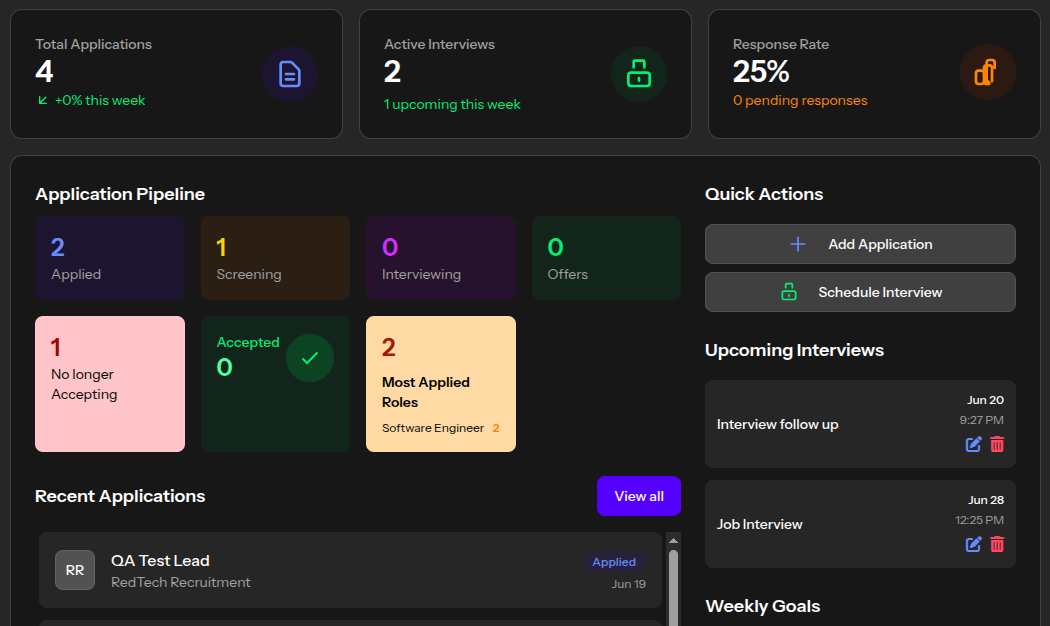 Total Applications
4
+0% this week
Active Interviews
2
1 upcoming this week
Response Rate
25%
0 pending responses
Application Pipeline
2
Applied
1
Screening
0
Interviewing
0
Offers
1
No longer
Accepting
Accepted
0
2
Most Applied
Roles
Software Engineer 2
Recent Applications
View all
RR
QA Test Lead
RedTech Recruitment
Applied
Jun 19
Quick Actions
Add Application
Schedule Interview
Upcoming Interviews
Interview follow up
Jun 20
9:27 PM
Job Interview
Jun 28
12:25 PM
Weekly Goals